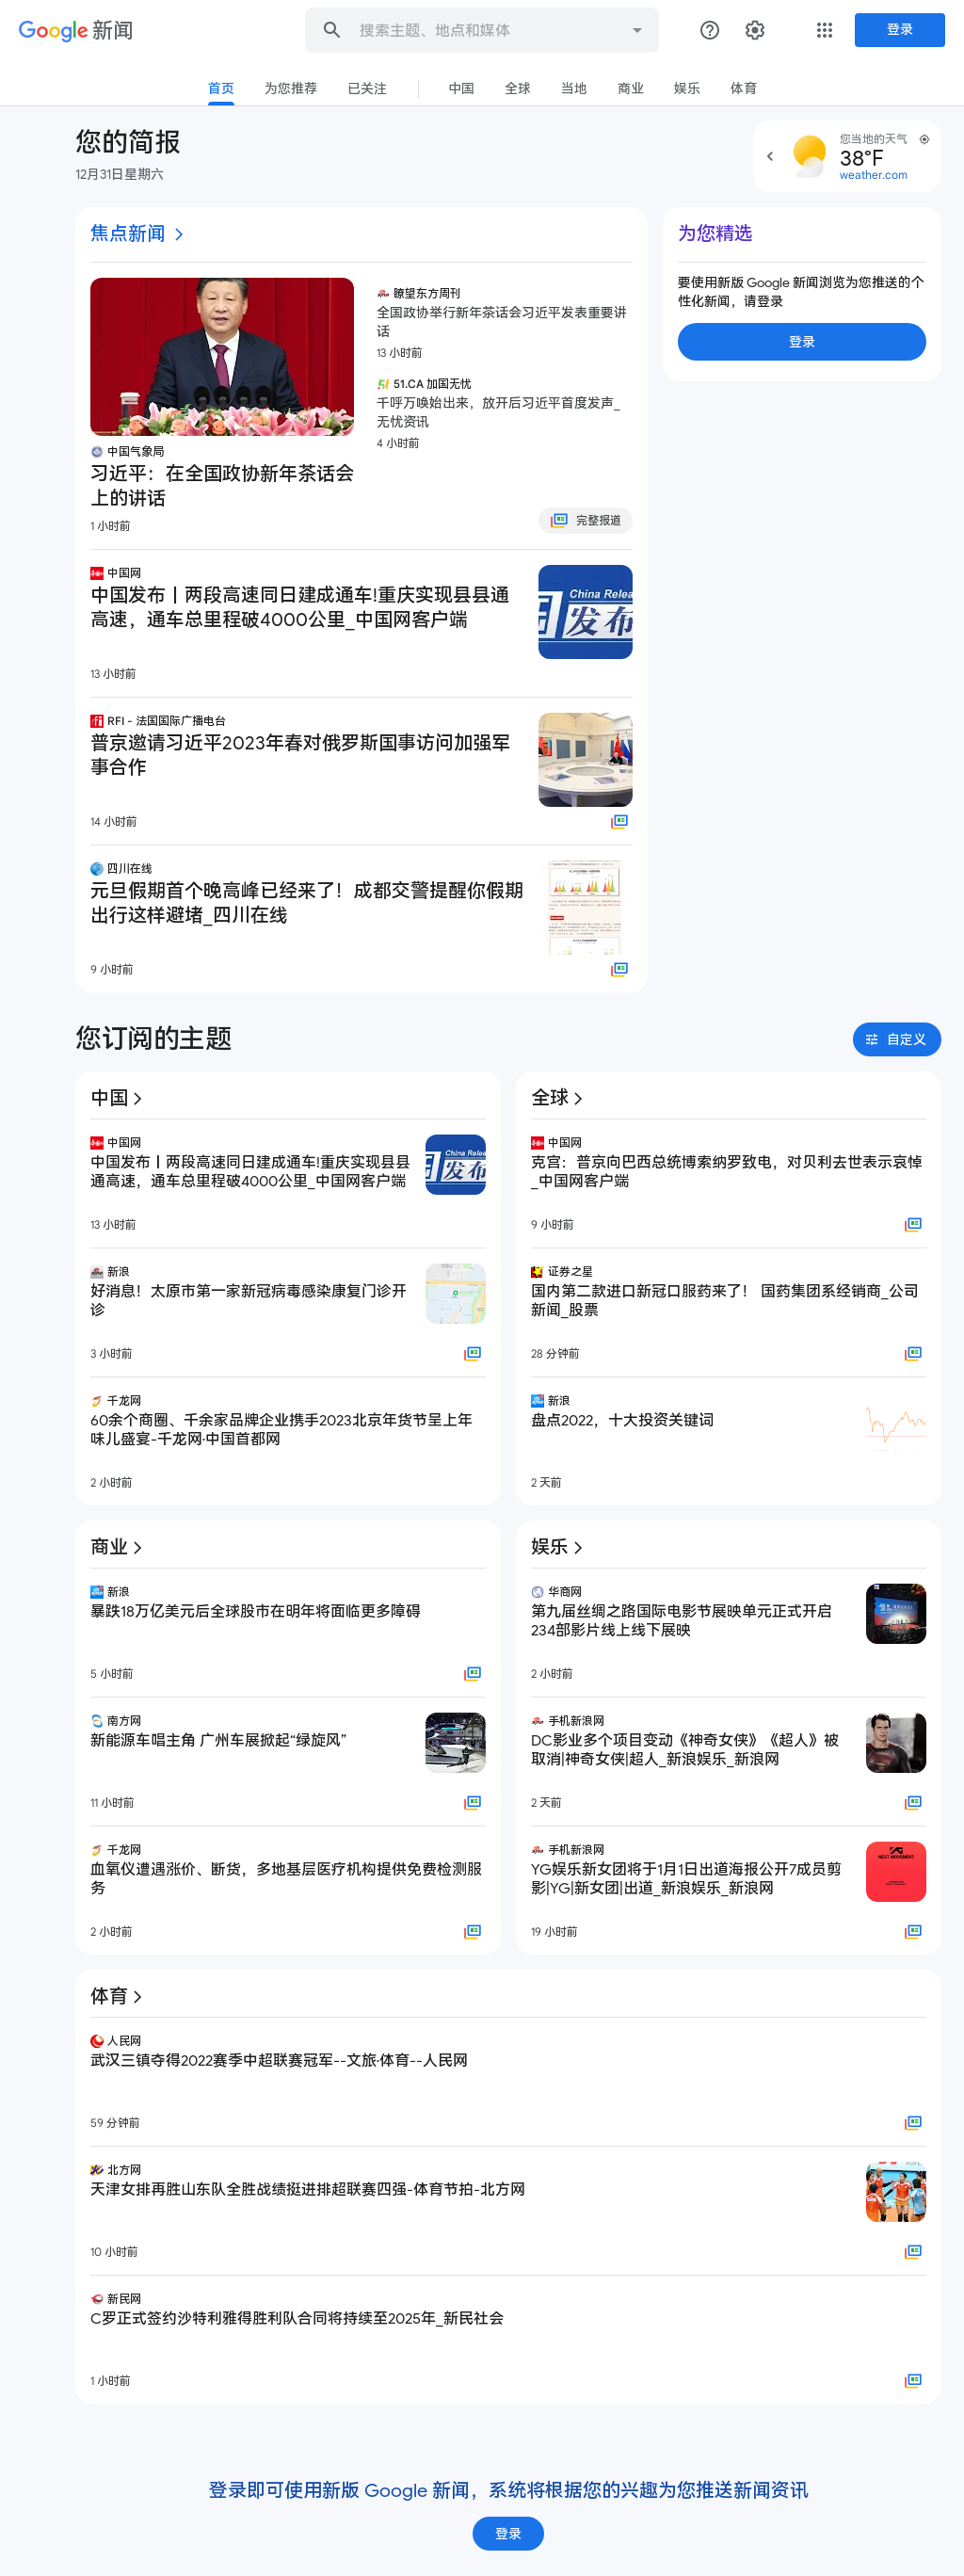 Google 新闻
搜索主题、地点和媒体
登录
首页
为您推荐
已关注
中国
全球
当地
商业
娱乐
体育
您的简报
12月31日星期六
您当地的天气
38°F
weather.com
焦点新闻
中国气象局
习近平：在全国政协新年茶话会
上的讲话
1 小时前
瞭望东方周刊
全国政协举行新年茶话会习近平发表重要讲
话
13 小时前
51.CA 加国无忧
千呼万唤始出来，放开后习近平首度发声_
无忧资讯
4 小时前
完整报道
中国网
中国发布丨两段高速同日建成通车!重庆实现县县通
高速，通车总里程破4000公里_中国网客户端
13 小时前
China Relea
国发布
RFI - 法国国际广播电台
普京邀请习近平2023年春对俄罗斯国事访问加强军
事合作
14 小时前
四川在线
元旦假期首个晚高峰已经来了！成都交警提醒你假期
出行这样避堵_四川在线
9 小时前
为您精选
要使用新版 Google 新闻浏览为您推送的个
性化新闻，请登录
登录
您订阅的主题
自定义
中国
中国网
中国发布丨两段高速同日建成通车!重庆实现县县
通高速，通车总里程破4000公里_中国网客户端
13 小时前
China Relea
国发布
新浪
好消息！太原市第一家新冠病毒感染康复门诊开
诊
3 小时前
千龙网
60余个商圈、千余家品牌企业携手2023北京年货节呈上年
味儿盛宴-千龙网·中国首都网
2 小时前
全球
中国网
克宫：普京向巴西总统博索纳罗致电，对贝利去世表示哀悼
_中国网客户端
9 小时前
证券之星
国内第二款进口新冠口服药来了！ 国药集团系经销商_公司
新闻_股票
28 分钟前
新浪
盘点2022，十大投资关键词
2 天前
商业
新浪
暴跌18万亿美元后全球股市在明年将面临更多障碍
5 小时前
南方网
新能源车唱主角 广州车展掀起“绿旋风”
11 小时前
千龙网
血氧仪遭遇涨价、断货，多地基层医疗机构提供免费检测服
务
2 小时前
娱乐
华商网
第九届丝绸之路国际电影节展映单元正式开启
234部影片线上线下展映
2 小时前
手机新浪网
DC影业多个项目变动《神奇女侠》《超人》被
取消|神奇女侠|超人_新浪娱乐_新浪网
2 天前
手机新浪网
YG娱乐新女团将于1月1日出道海报公开7成员剪
影|YG|新女团|出道_新浪娱乐_新浪网
19 小时前
NEXT MOVEMENT
体育
人民网
武汉三镇夺得2022赛季中超联赛冠军--文旅·体育--人民网
59 分钟前
北方网
天津女排再胜山东队全胜战绩挺进排超联赛四强-体育节拍-北方网
10 小时前
新民网
C罗正式签约沙特利雅得胜利队合同将持续至2025年_新民社会
1 小时前
登录即可使用新版 Google 新闻，系统将根据您的兴趣为您推送新闻资讯
登录